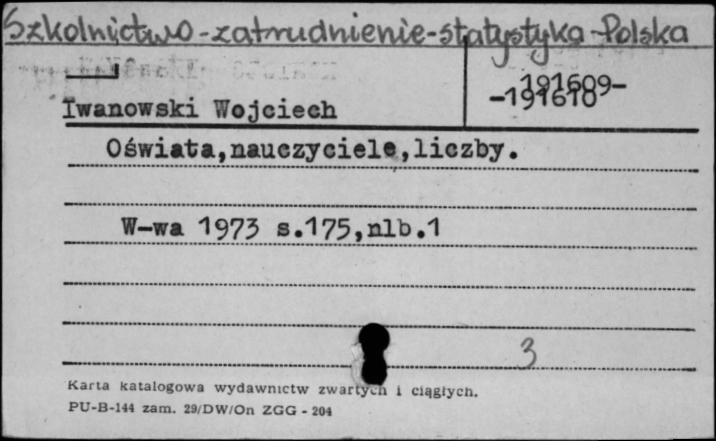 Szkolnictwo-zatrudnienie-statystyka-Polska
191609-
-191610
Iwanowski Wojciech
Oświata,nauczyciele,liczby.
W-wa 1973 s.175,nlb.1
3
Karta katalogowa wydawnictw zwartych i ciągłych.
PU-B-144 zam. 29/DW/On ZGG - 204